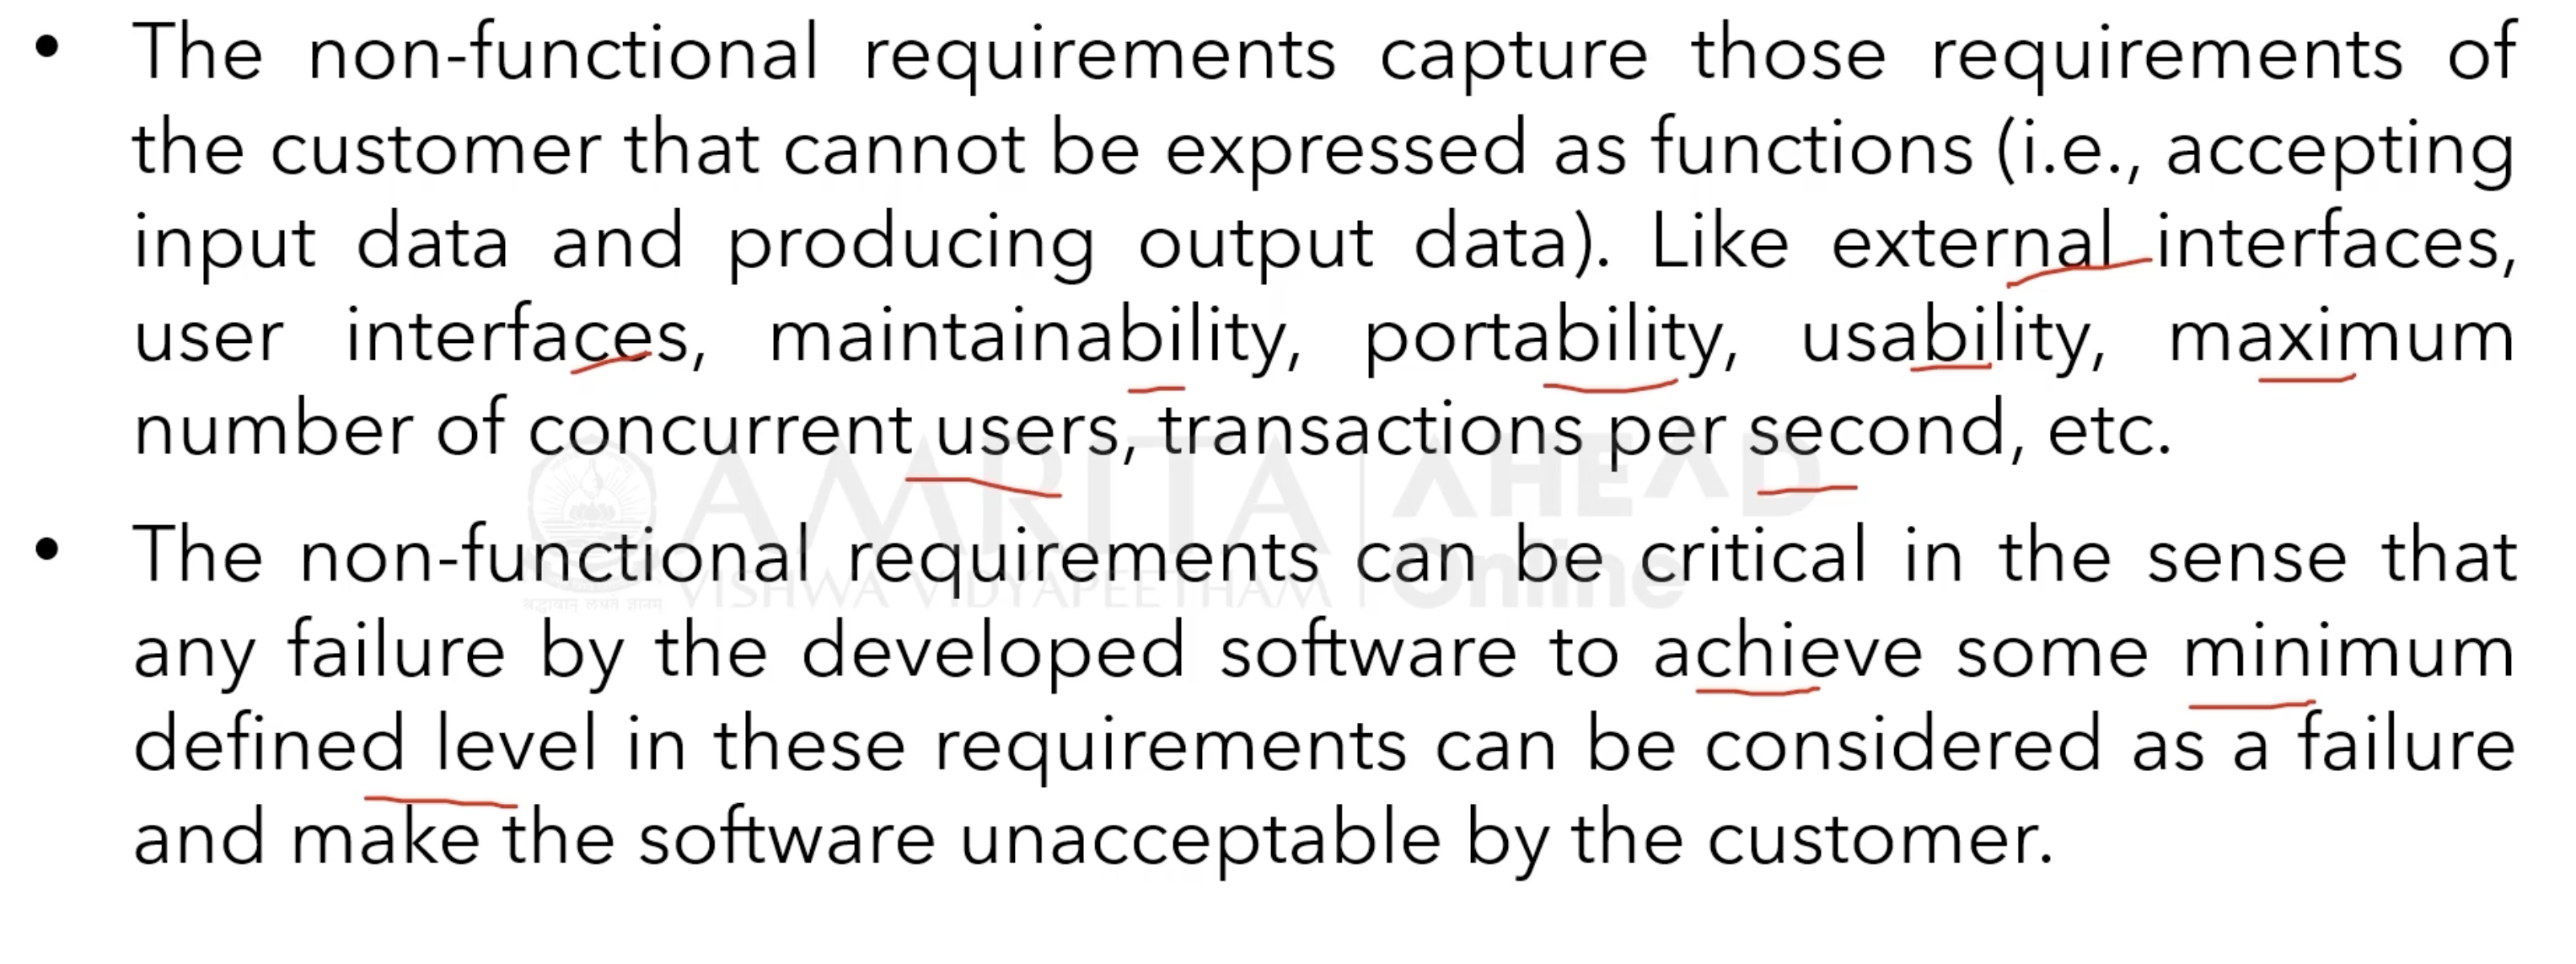 • The non-functional requirements capture those requirements of
the customer that cannot be expressed as functions (i.e., accepting
input data and producing output data). Like external interfaces,
user interfaces, maintainability, portability, usability, maximum
number of concurrent users, transactions per second, etc.
AMRITA AHEAD
VISHWA VIDYAPEETHAM Online
श्रद्धावान् लभते ज्ञानम्
• The non-functional requirements can be critical in the sense that
any failure by the developed software to achieve some minimum
defined level in these requirements can be considered as a failure
and make the software unacceptable by the customer.